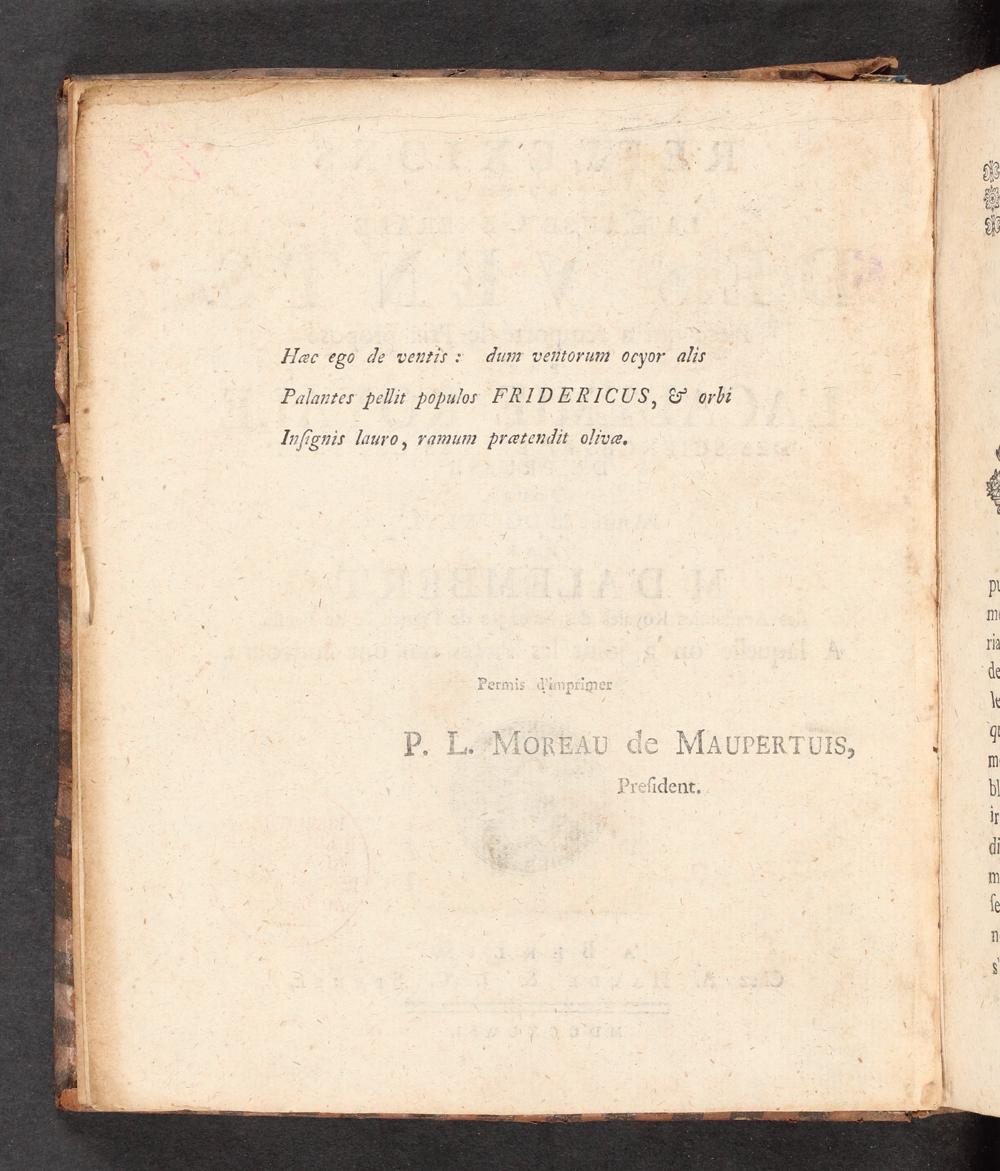 Hæc ego de ventis : dum ventorum ocyor alis
Palantes pellit populos FRIDERICUS, & orbi
Inſignis lauro, ramum prætendit olivæ.
Permis d'imprimer
P. L. MOREAU de MAUPERTUIS,
Preſident.